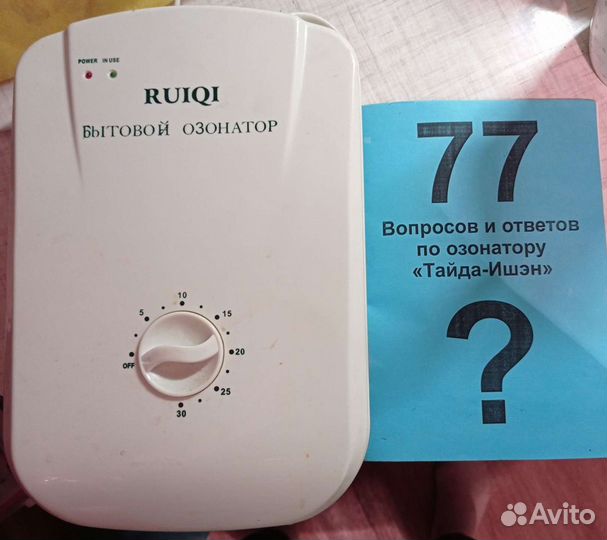 POWER IN USE
RUIQI
БЫТОВОЙ ОЗОНАТОР
OFF
5
10
15
20
25
30
77
Вопросов и ответов
по озонатору
«Тайда-Ишэн»
?
Avito